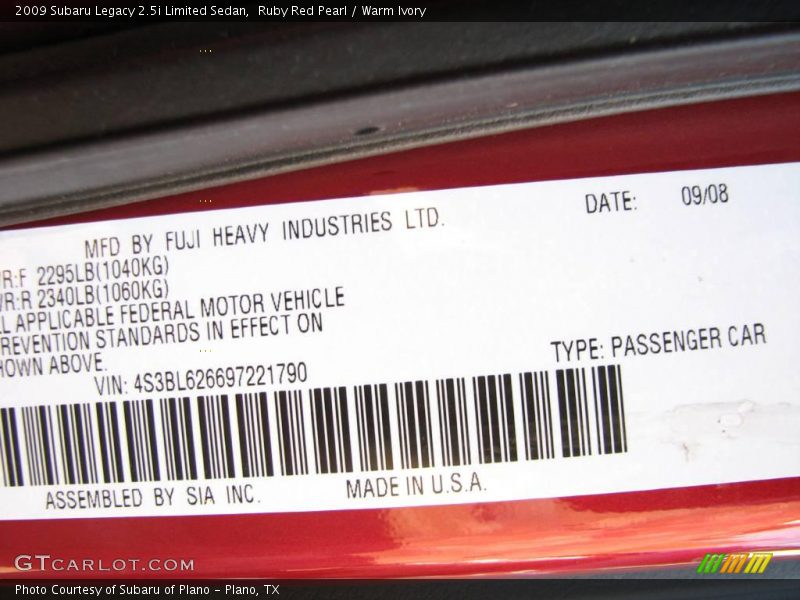 2009 Subaru Legacy 2.5i Limited Sedan, Ruby Red Pearl / Warm Ivory
MFD BY FUJI HEAVY INDUSTRIES LTD.
DATE: 09/08
2295LB(1040KG)
2340LB(1060KG)
APPLICABLE FEDERAL MOTOR VEHICLE
STANDARDS IN EFFECT ON
ABOVE.
VIN: 4S3BL626697221790
TYPE: PASSENGER CAR
ASSEMBLED BY SIA INC.
MADE IN U.S.A.
GTCARLOT.COM
Photo Courtesy of Subaru of Plano - Plano, TX